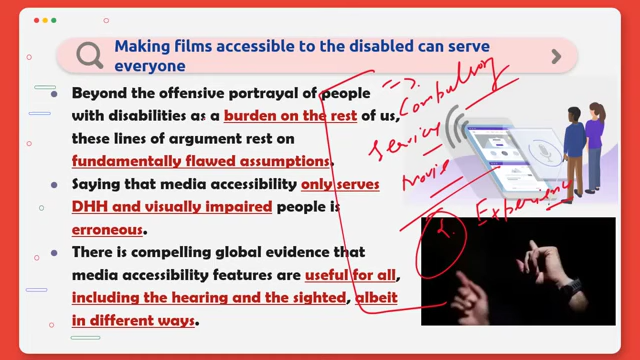 Making films accessible to the disabled can serve
everyone
Beyond the offensive portrayal of people
with disabilities as a burden on the rest of us,
these lines of argument rest on
fundamentally flawed assumptions.
Saying that media accessibility only serves
DHH and visually impaired people is
erroneous.
There is compelling global evidence that
media accessibility features are useful for all,
including the hearing and the sighted, albeit
in different ways.
=>
Compulsory
Movie
Experience